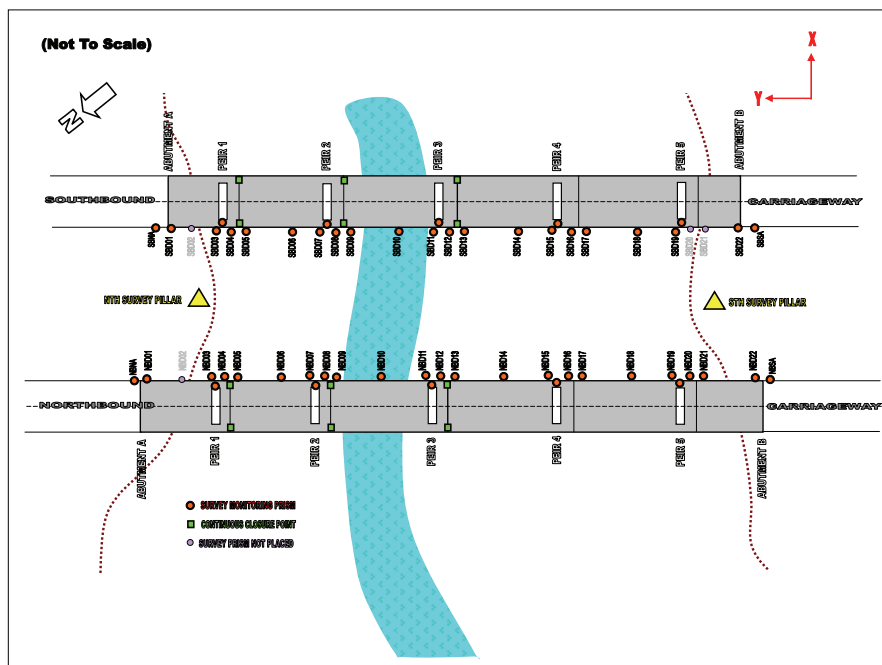 (Not To Scale)
X
Y
N
ABUTMENT A
PEIR 1
PEIR 2
PEIR 3
PEIR 4
PEIR 5
ABUTMENT B
SOUTHBOUND
CARRIAGEWAY
SBNA
SBD01
SBD02
SBD03
SBD04
SBD05
SBD06
SBD07
SBD08
SBD09
SBD10
SBD11
SBD12
SBD13
SBD14
SBD15
SBD16
SBD17
SBD18
SBD19
SBD20
SBD21
SBD22
SBSA
NTH SURVEY PILLAR
STH SURVEY PILLAR
NBNA
NBD01
NBD02
NBD03
NBD04
NBD05
NBD06
NBD07
NBD08
NBD09
NBD10
NBD11
NBD12
NBD13
NBD14
NBD15
NBD16
NBD17
NBD18
NBD19
NBD20
NBD21
NBD22
NBSA
NORTHBOUND
CARRIAGEWAY
ABUTMENT A
PEIR 1
PEIR 2
PEIR 3
PEIR 4
PEIR 5
ABUTMENT B
SURVEY MONITORING PRISM
CONTINUOUS CLOSURE POINT
SURVEY PRISM NOT PLACED